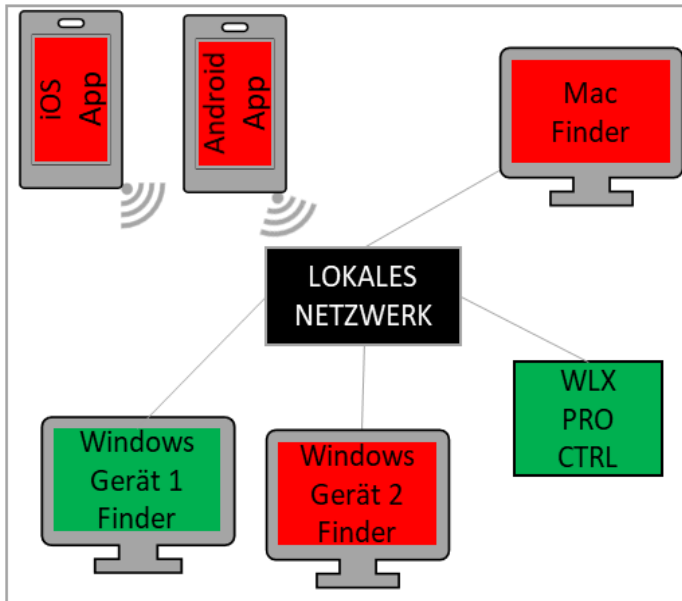 iOS
App
Android
App
Mac
Finder
LOKALES
NETZWERK
WLX
PRO
CTRL
Windows
Gerät 1
Finder
Windows
Gerät 2
Finder